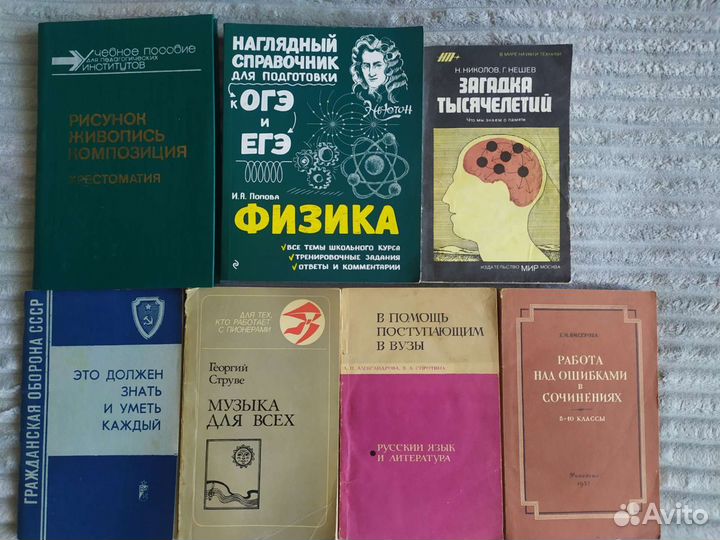 Учебное пособие
для педагогических
ИНСТИТУТОВ
РИСУНОК
ЖИВОПИСЬ
КОМПОЗИЦИЯ
ХРЕСТОМАТИЯ
НАГЛЯДНЫЙ
СПРАВОЧНИК
ДЛЯ ПОДГОТОВКИ
К ОГЭ
И
ЕГЭ
Ньютон
И.А. Попова
ФИЗИКА
√ВСЕ ТЕМЫ ШКОЛЬНОГО КУРСА
√ТРЕНИРОВОЧНЫЕ ЗАДАНИЯ
√ОТВЕТЫ И КОММЕНТАРИИ
НТ+
В МИРЕ НАУКИ И ТЕХНИКИ
Н. НИКОЛОВ, Г. НЕШЕВ
ЗАГАДКА
ТЫСЯЧЕЛЕТИЙ
Что мы знаем о памяти
ИЗДАТЕЛЬСТВО МИР МОСКВА
ГРАЖДАНСКАЯ ОБОРОНА СССР
ЭТО ДОЛЖЕН
ЗНАТЬ
И УМЕТЬ
КАЖДЫЙ
ДЛЯ ТЕХ,
КТО РАБОТАЕТ
С ПИОНЕРАМИ
Георгий
Струве
МУЗЫКА
ДЛЯ ВСЕХ
В ПОМОЩЬ
ПОСТУПАЮЩИМ
В ВУЗЫ
АЛЕКСАНДРОВА,
РУССКИЙ ЯЗЫК
И ЛИТЕРАТУРА
РАБОТА
НАД ОШИБКАМИ
В
СОЧИНЕНИЯХ
8-10 КЛАССЫ
Учпедгиз
Avito